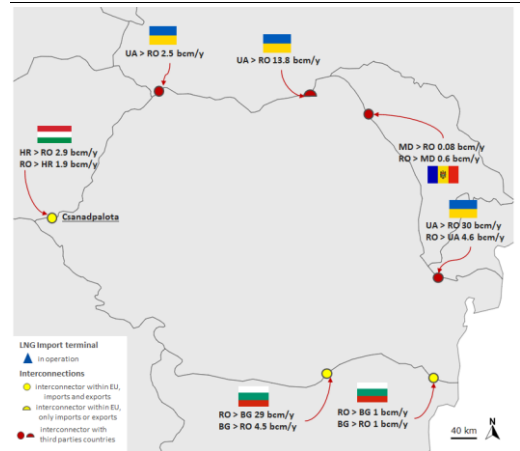 UA > RO 2.5 bcm/y
UA > RO 13.8 bcm/y
HR > RO 2.9 bcm/y
RO > HR 1.9 bcm/y
MD > RO 0.08 bcm/y
RO > MD 0.6 bcm/y
Csanadpalota
UA > RO 30 bcm/y
RO > UA 4.6 bcm/y
LNG Import terminal
in operation
Interconnections
Interconnector within EU,
imports and exports
Interconnector within EU,
only imports or exports
Interconnector with
third parties countries
RO > BG 29 bcm/y
BG > RO 4.5 bcm/y
RO > BG 1 bcm/y
BG > RO 1 bcm/y
40 km
N